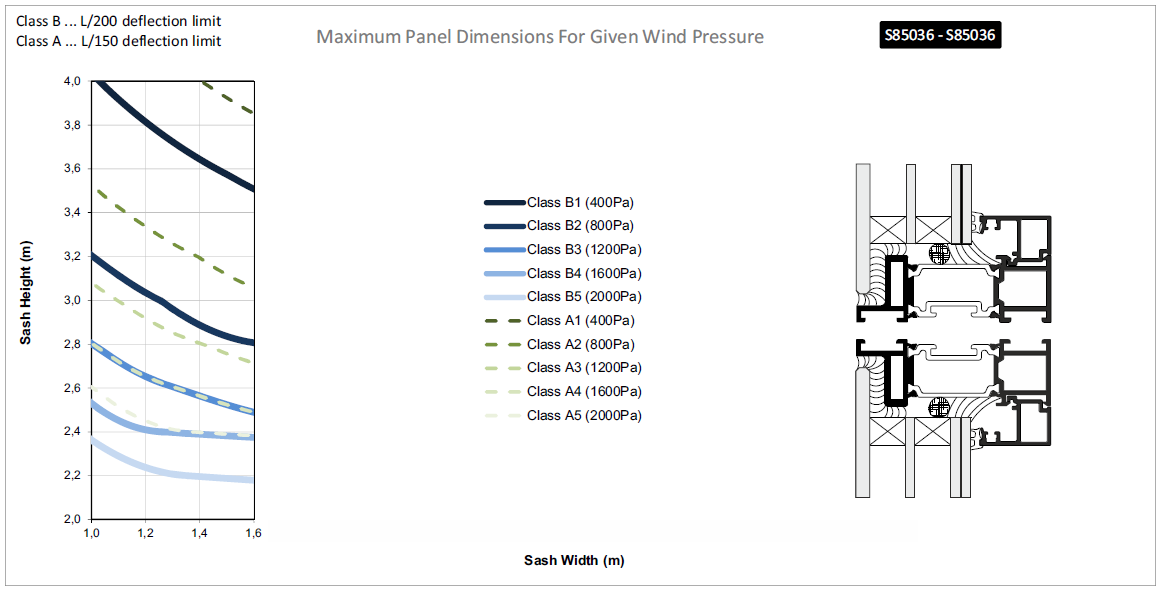 Class B ... L/200 deflection limit
Class A ... L/150 deflection limit
Maximum Panel Dimensions For Given Wind Pressure
S85036 - S85036
4,0
3,8
3,6
3,4
3,2
3,0
2,8
2,6
2,4
2,2
2,0
Sash Height (m)
1,0
1,2
1,4
1,6
Sash Width (m)
Class B1 (400Pa)
Class B2 (800Pa)
Class B3 (1200Pa)
Class B4 (1600Pa)
Class B5 (2000Pa)
Class A1 (400Pa)
Class A2 (800Pa)
Class A3 (1200Pa)
Class A4 (1600Pa)
Class A5 (2000Pa)